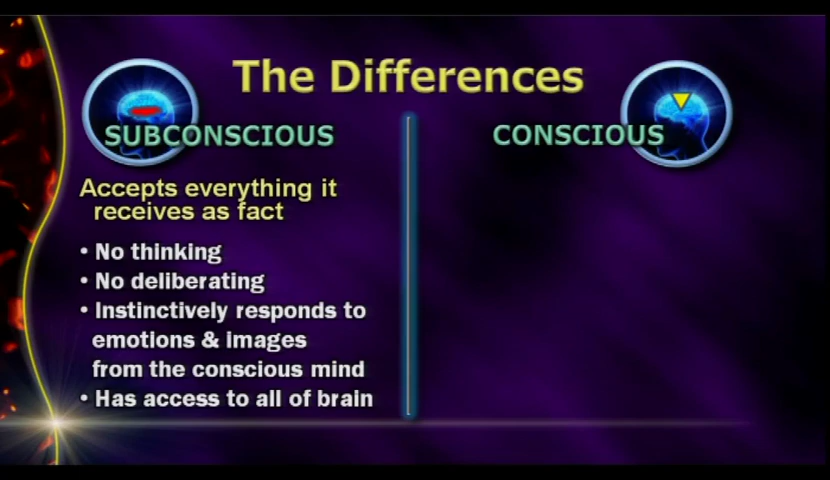 The Differences
SUBCONSCIOUS
CONSCIOUS
Accepts everything it
receives as fact
• No thinking
• No deliberating
• Instinctively responds to
emotions & images
from the conscious mind
• Has access to all of brain